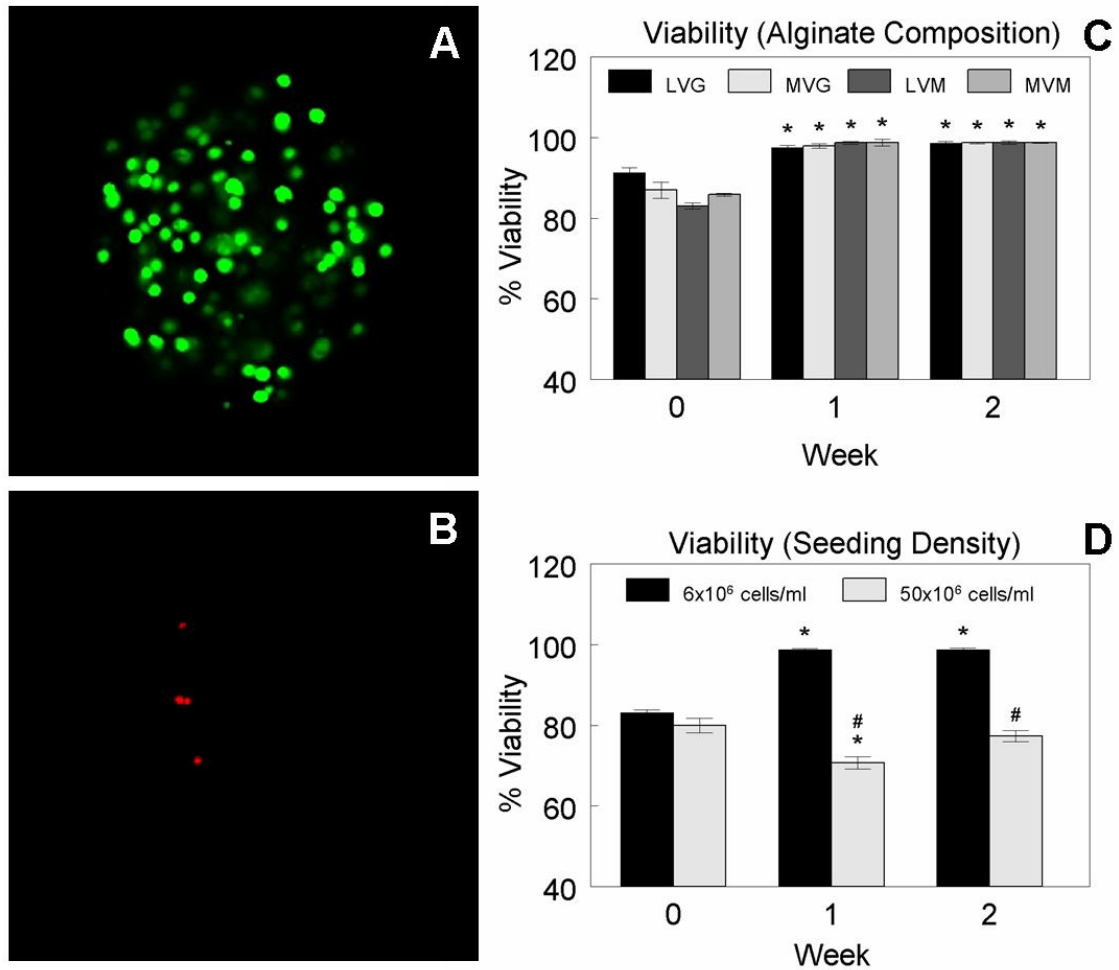 A
B
Viability (Alginate Composition) C
120
LVG MVG LVM MVM
100
* * * * * * * *
80
60
40
% Viability
0 1 2
Week
Viability (Seeding Density) D
120
6x10⁶ cells/ml 50x10⁶ cells/ml
* *
100
# #
*
80
60
40
% Viability
0 1 2
Week